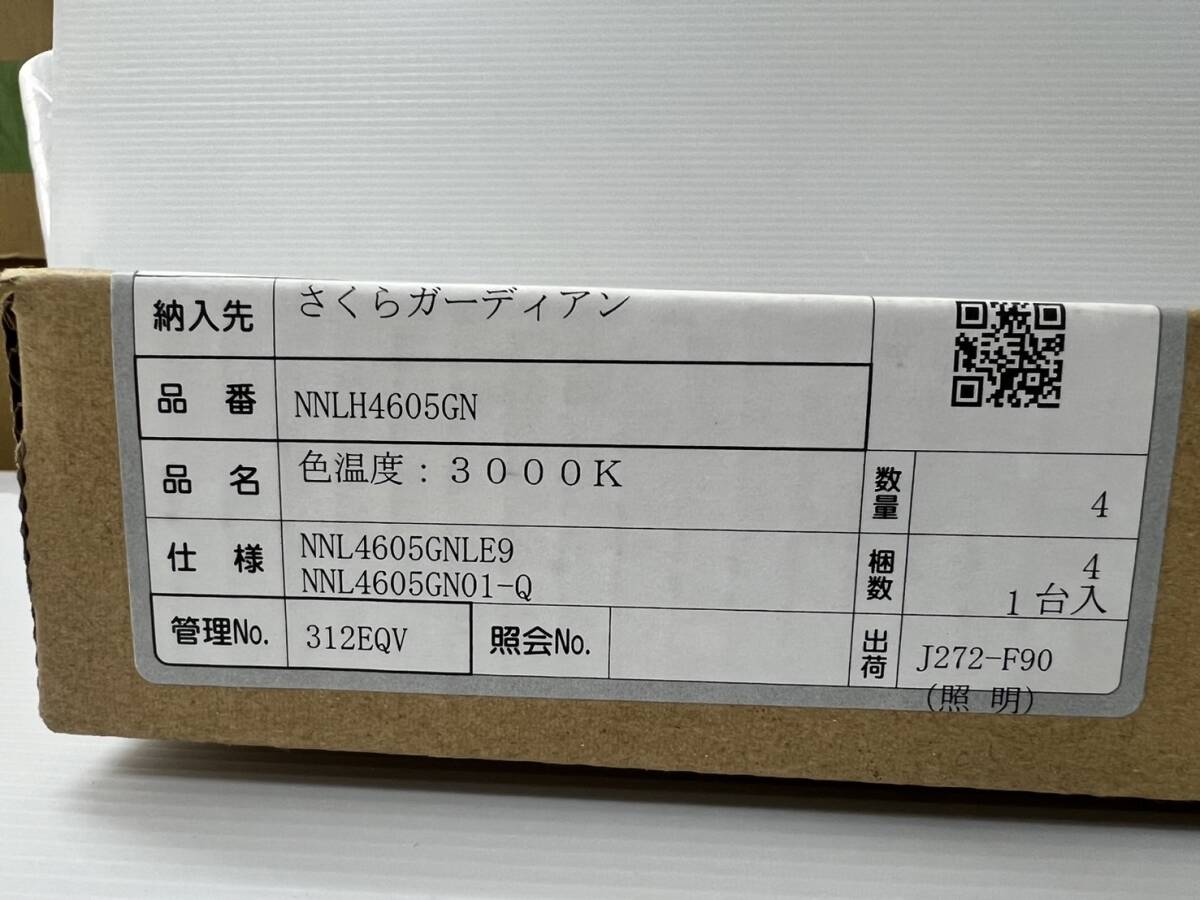 納入先 さくらガーディアン
品番 NNLH4605GN
品名 色温度：３０００Ｋ 数量 4
仕様 NNL4605GNLE9
NNL4605GN01-Q 梱数 4
1 台入
管理No. 312EQV 照会No. 出荷 J272-F90
(照 明)